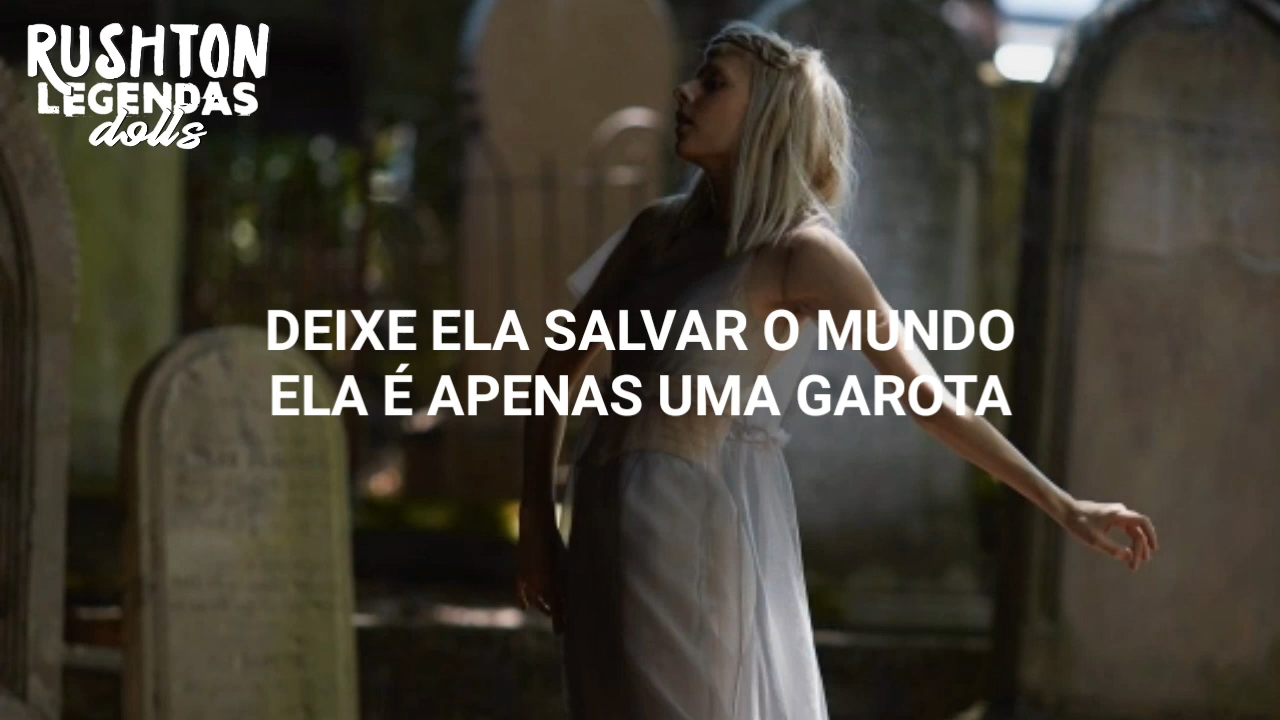 RUSHTON
LEGENDAS
dolls
DEIXE ELA SALVAR O MUNDO
ELA É APENAS UMA GAROTA